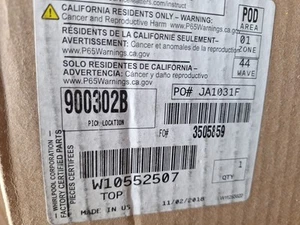 CALIFORNIA RESIDENTS ONLY – WARNING:
Cancer and Reproductive Harm www.P65Warnings.ca.gov
RÉSIDENTS DE LA CALIFORNIE SEULEMENT –
AVERTISSEMENT: Cancer et anomalies
www.P65Warnings.ca.gov
SOLO RESIDENTES DE CALIFORNIA –
ADVERTENCIA: Cáncer y daño reproductivo
www.P65Warnings.ca.gov
POD
AREA
01
ZONE
44
WAVE
900302B
PICK LOCATION
PO# JA1031F
FO#
3505859
W10552507
TOP
1
QTY
MADE IN US
11/02/2018
WHIRLPOOL CORPORATION
FACTORY CERTIFIED PARTS
PIÈCES CERTIFIÉES